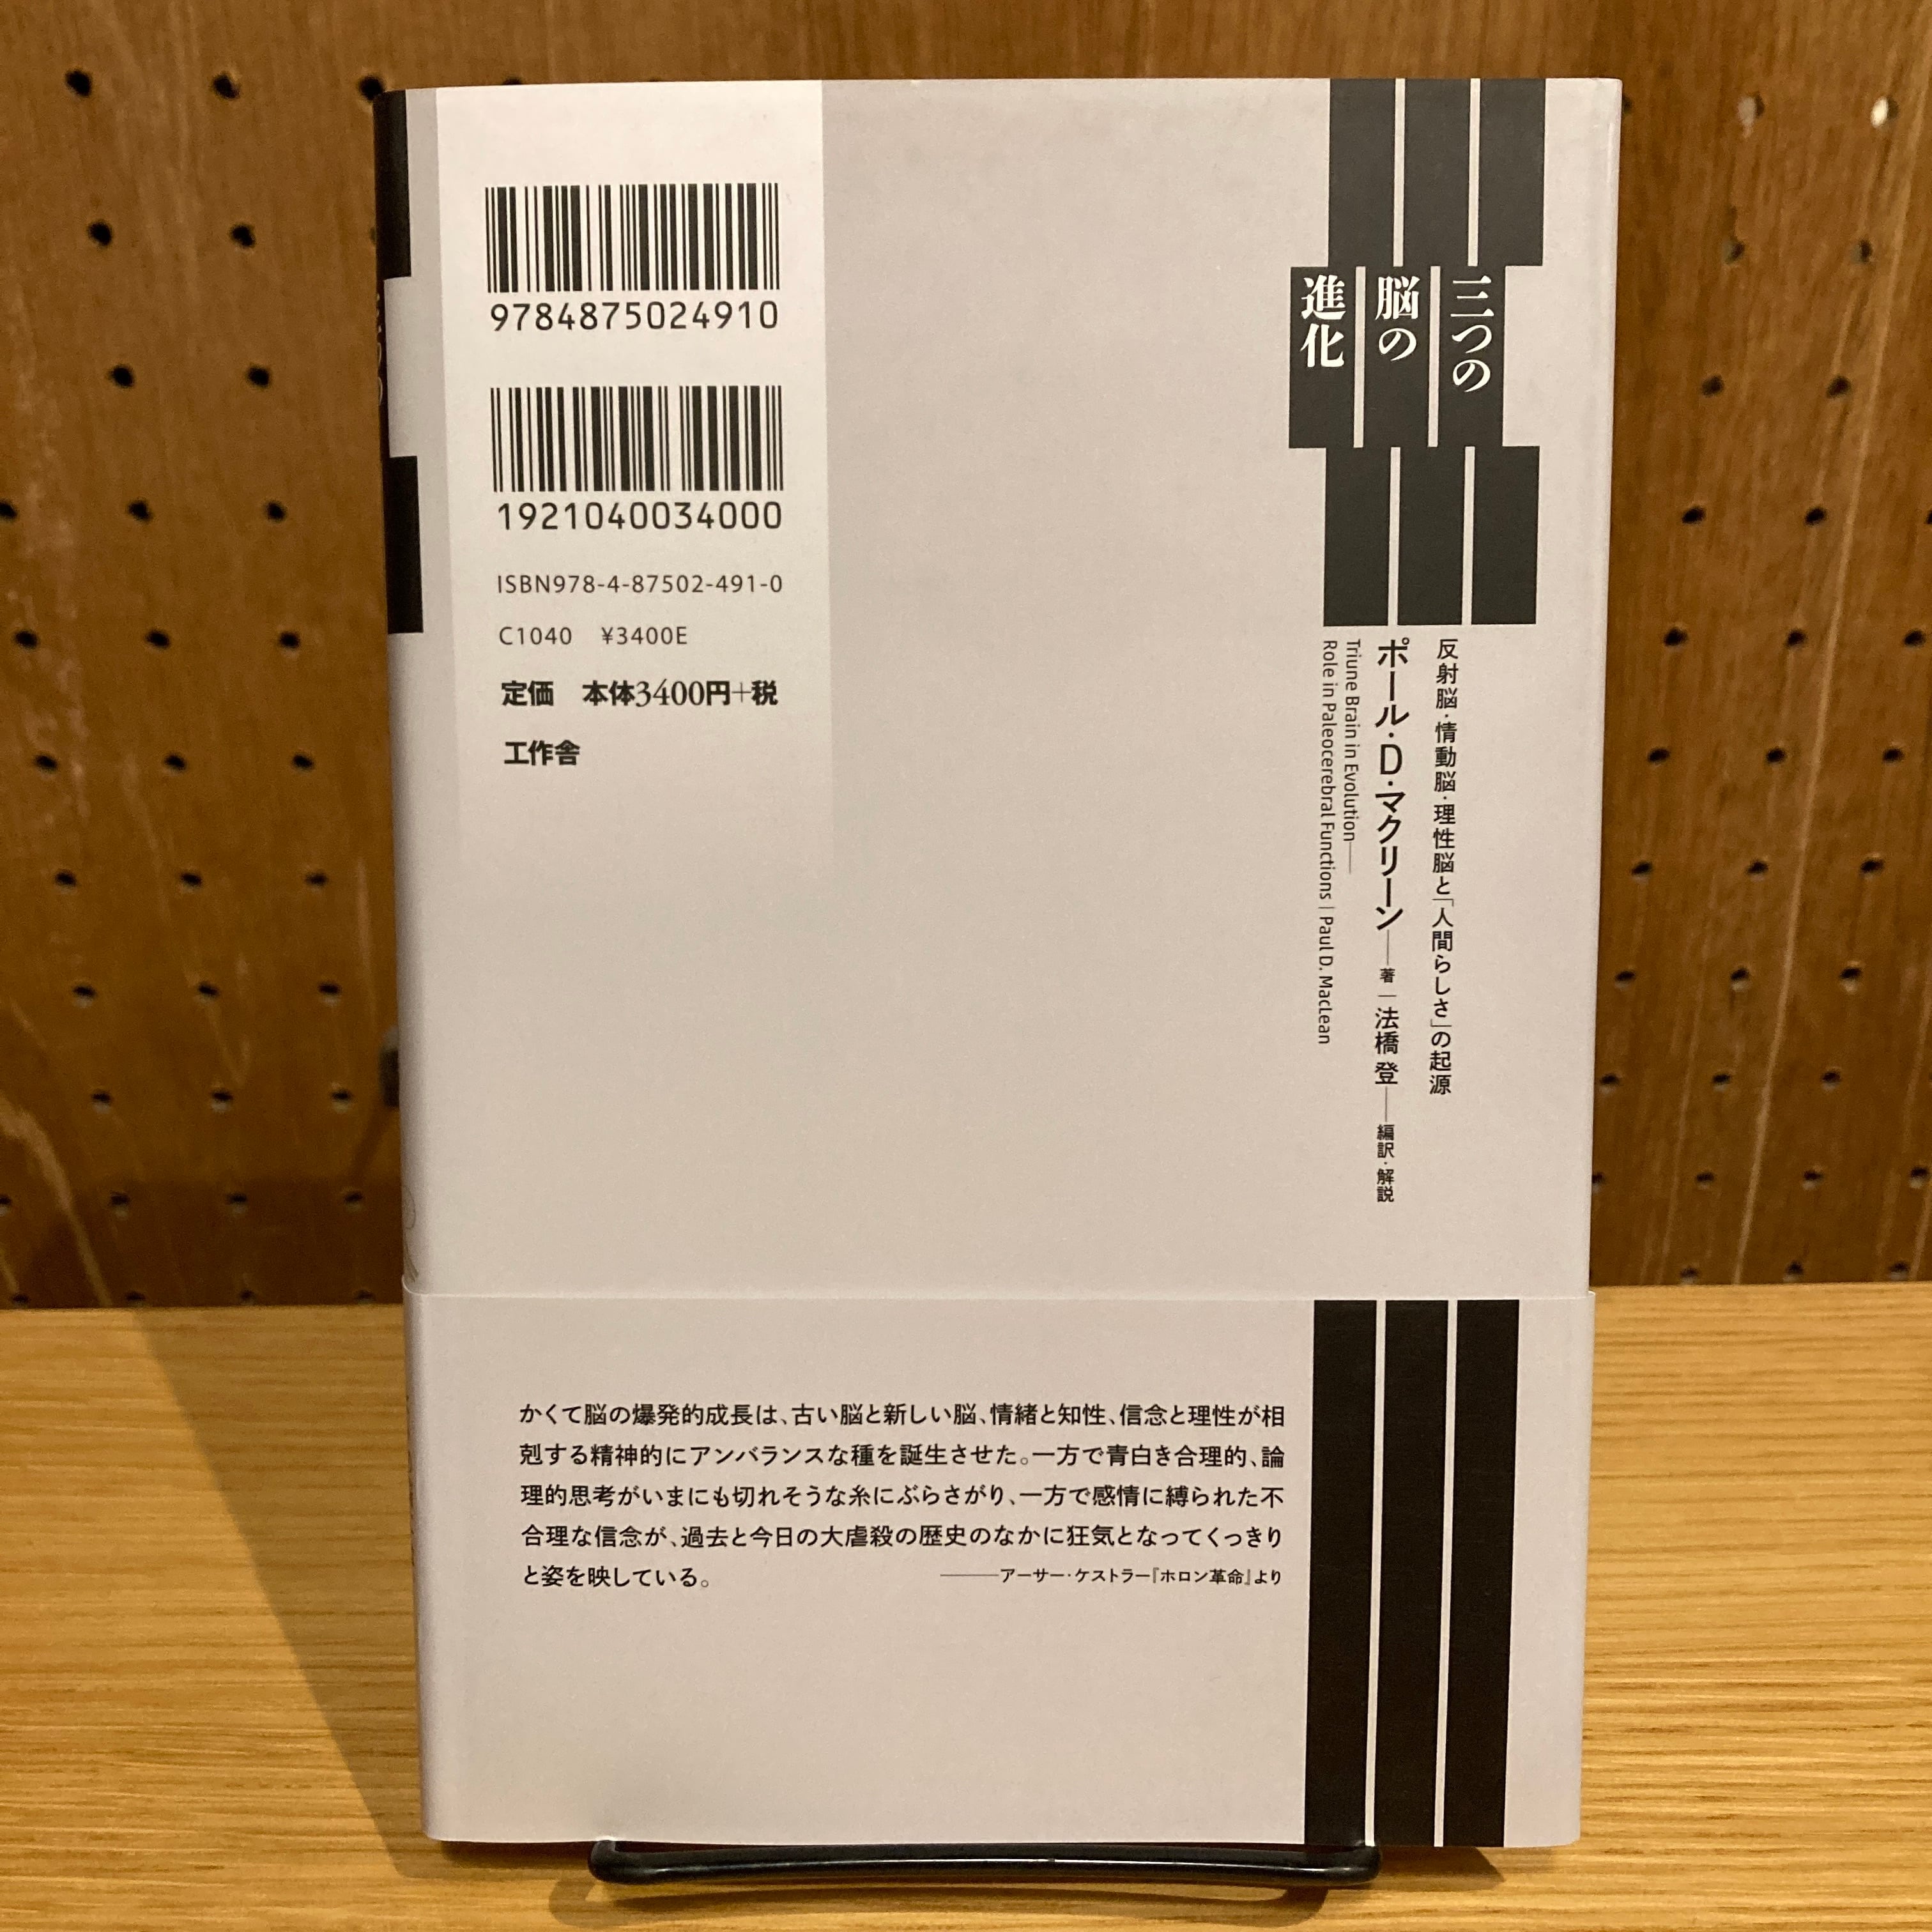 三つの
脳の
進化
反射脳・情動脳・理性脳と「人間らしさ」の起源
ポール・D・マクリーン——著 | 法橋 登——編訳・解説
Triune Brain in Evolution——
Role in Paleocerebral Functions | Paul D. Maclean
9784875024910
1921040034000
ISBN978-4-87502-491-0
C1040 ¥3400E
定価 本体3400円+税
工作舎
かくて脳の爆発的成長は、古い脳と新しい脳、情緒と知性、信念と理性が相
剋する精神的にアンバランスな種を誕生させた。一方で青白き合理的、論
理的思考がいまにも切れそうな糸にぶらさがり、一方で感情に縛られた不
合理な信念が、過去と今日の大虐殺の歴史のなかに狂気となってくっきり
と姿を映している。
——アーサー・ケストラー『ホロン革命』より